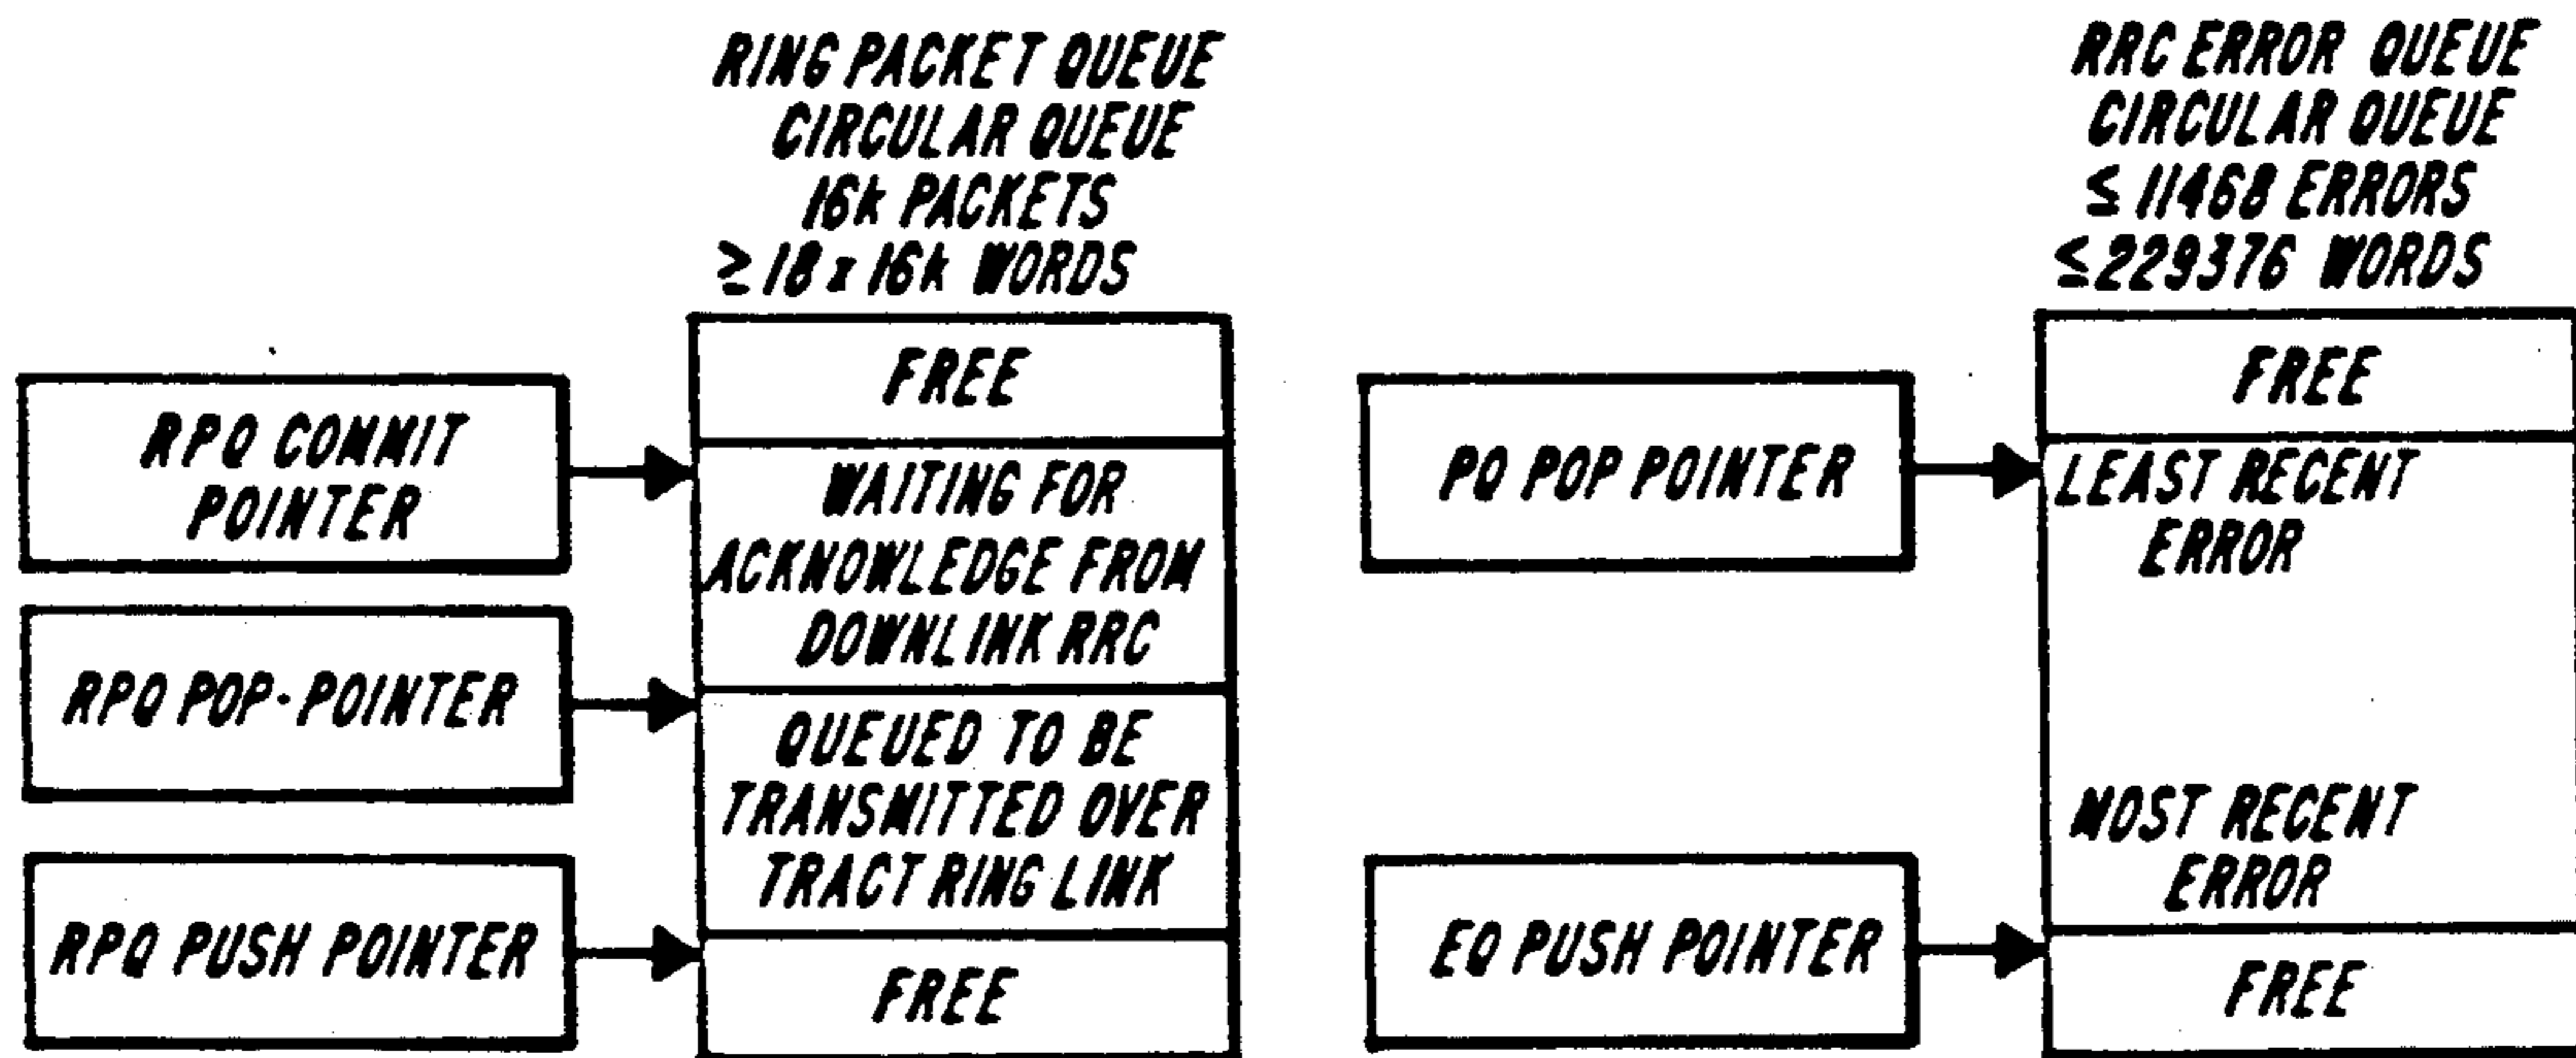 RING PACKET QUEUE
CIRCULAR QUEUE
16k PACKETS
≥ 18 x 16k WORDS
FREE
RPQ COMMIT
POINTER
WAITING FOR
ACKNOWLEDGE FROM
DOWNLINK RRC
RPQ POP-POINTER
QUEUED TO BE
TRANSMITTED OVER
TRACT RING LINK
RPQ PUSH POINTER
FREE
RRC ERROR QUEUE
CIRCULAR QUEUE
≤ 11468 ERRORS
≤229376 WORDS
FREE
PQ POP POINTER
LEAST RECENT
ERROR
MOST RECENT
ERROR
EQ PUSH POINTER
FREE